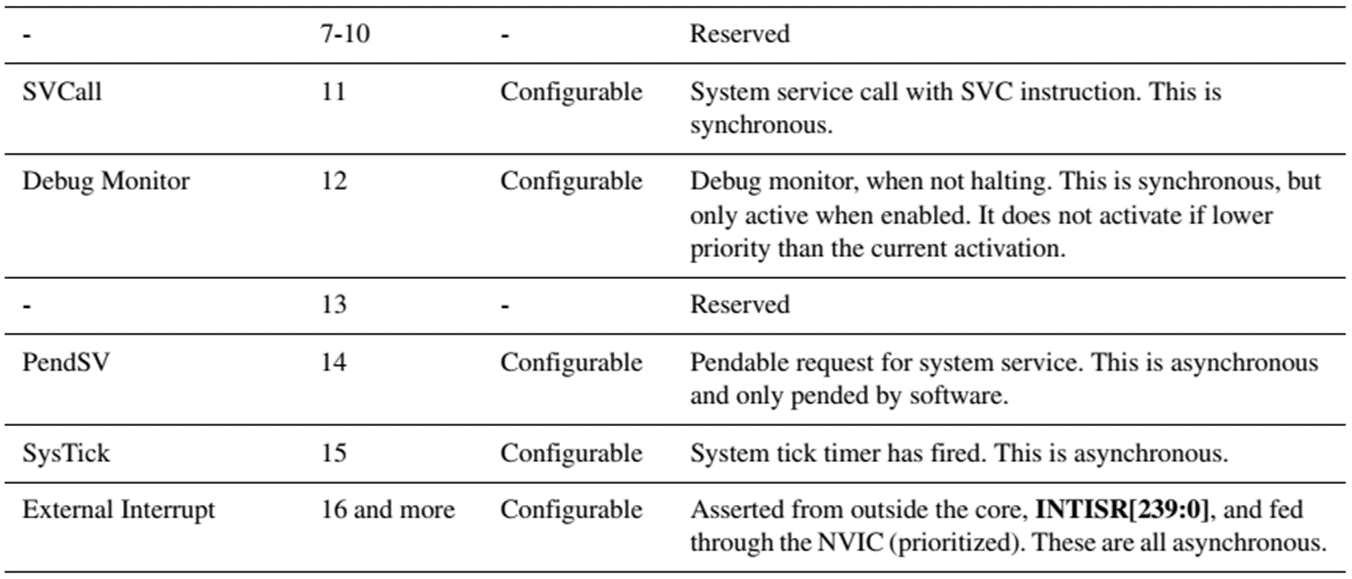 - 7-10 - Reserved
SVCall 11 Configurable System service call with SVC instruction. This is
synchronous.
Debug Monitor 12 Configurable Debug monitor, when not halting. This is synchronous, but
only active when enabled. It does not activate if lower
priority than the current activation.
- 13 - Reserved
PendSV 14 Configurable Pendable request for system service. This is asynchronous
and only pended by software.
SysTick 15 Configurable System tick timer has fired. This is asynchronous.
External Interrupt 16 and more Configurable Asserted from outside the core, INTISR[239:0], and fed
through the NVIC (prioritized). These are all asynchronous.